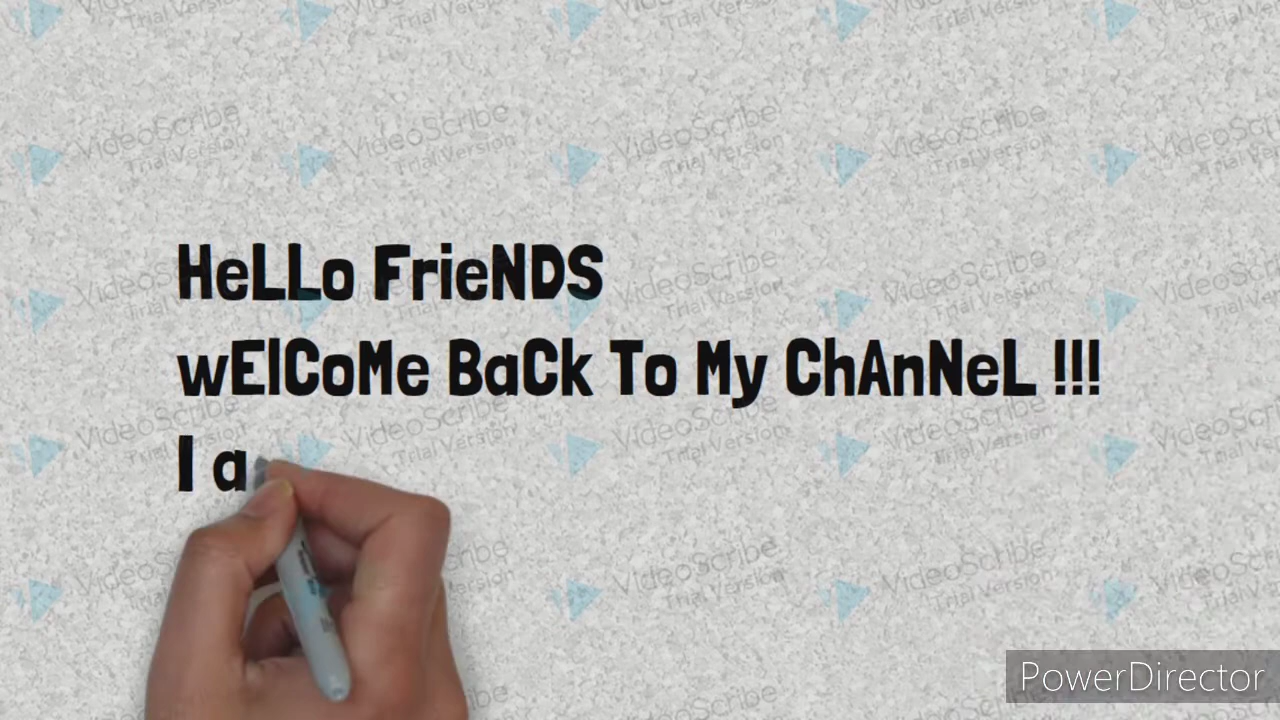 HeLLo FrieNDS
wElCoMe BaCk To My ChAnNeL !!!
I a
VideoScribe
Trial Version
PowerDirector